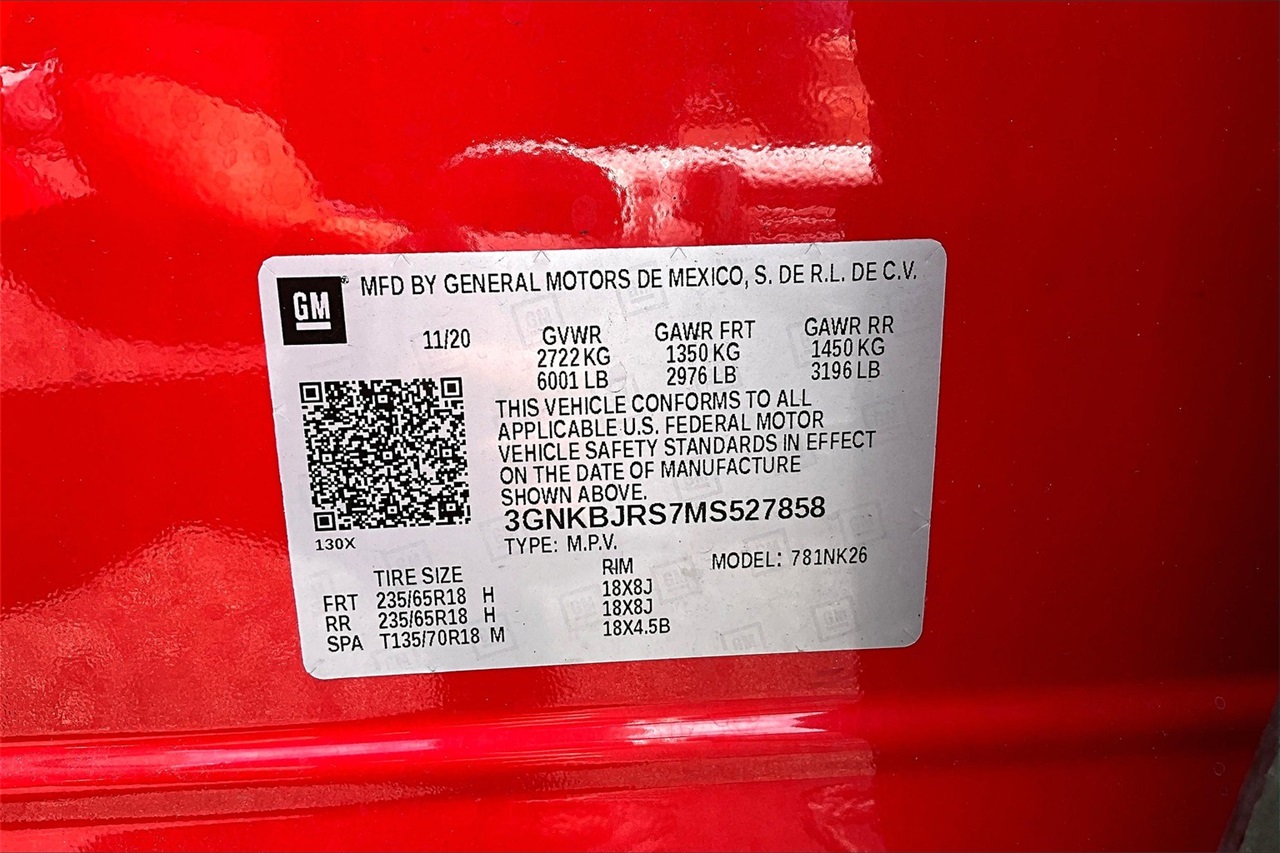 GM® MFD BY GENERAL MOTORS DE MEXICO, S. DE R.L. DE C.V.
11/20 GVWR GAWR FRT GAWR RR
2722 KG 1350 KG 1450 KG
6001 LB 2976 LB 3196 LB
THIS VEHICLE CONFORMS TO ALL
APPLICABLE U.S. FEDERAL MOTOR
VEHICLE SAFETY STANDARDS IN EFFECT
ON THE DATE OF MANUFACTURE
SHOWN ABOVE.
3GNKBJRS7MS527858
130X TYPE: M.P.V. MODEL: 781NK26
TIRE SIZE RIM
FRT 235/65R18 H 18X8J
RR 235/65R18 H 18X8J
SPA T135/70R18 M 18X4.5B